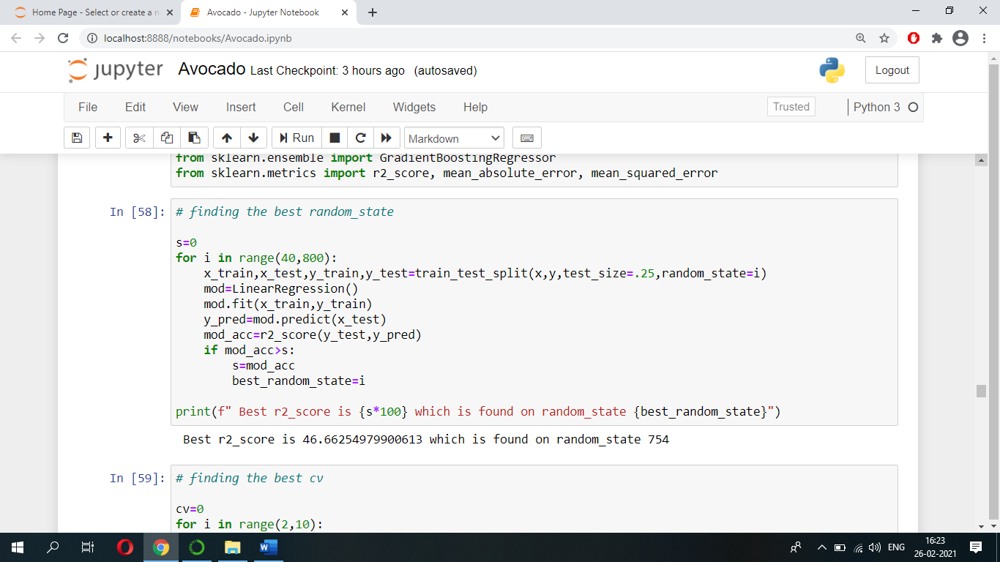 Home Page - Select or create a n
Avocado - Jupyter Notebook
localhost:8888/notebooks/Avocado.ipynb
jupyter Avocado Last Checkpoint: 3 hours ago (autosaved)
Logout
File Edit View Insert Cell Kernel Widgets Help
Trusted
Python 3
Run
Markdown
from sklearn.ensemble import GradientBoostingRegressor
from sklearn.metrics import r2_score, mean_absolute_error, mean_squared_error
In [58]: # finding the best random_state
s=0
for i in range(40,800):
    x_train,x_test,y_train,y_test=train_test_split(x,y,test_size=.25,random_state=i)
    mod=LinearRegression()
    mod.fit(x_train,y_train)
    y_pred=mod.predict(x_test)
    mod_acc=r2_score(y_test,y_pred)
    if mod_acc>s:
        s=mod_acc
        best_random_state=i
print(f" Best r2_score is {s*100} which is found on random_state {best_random_state}")
Best r2_score is 46.66254979900613 which is found on random_state 754
In [59]: # finding the best cv
cv=0
for i in range(2,10):
W
ENG
16:23
26-02-2021